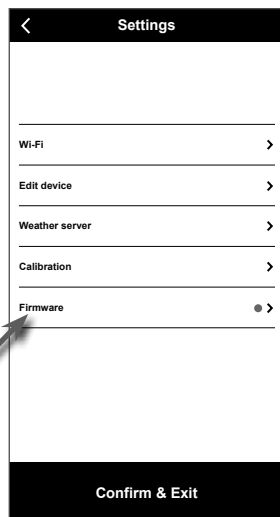 Settings
Wi-Fi
Edit device
Weather server
Calibration
Firmware
Confirm & Exit